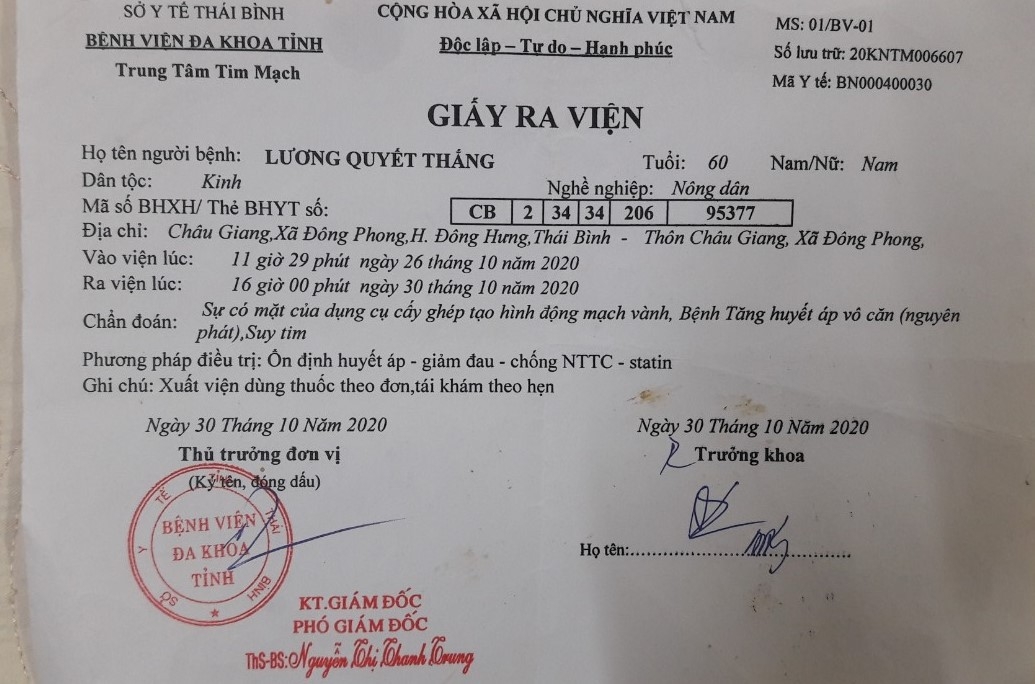 SỞ Y TẾ THÁI BÌNH
BỆNH VIỆN ĐA KHOA TỈNH
Trung Tâm Tim Mạch
CỘNG HÒA XÃ HỘI CHỦ NGHĨA VIỆT NAM
Độc lập – Tự do – Hạnh phúc
MS: 01/BV-01
Số lưu trữ: 20KNTM006607
Mã Y tế: BN000400030
GIẤY RA VIỆN
Họ tên người bệnh: LƯƠNG QUYẾT THẮNG Tuổi: 60 Nam/Nữ: Nam
Dân tộc: Kinh Nghề nghiệp: Nông dân
Mã số BHXH/ Thẻ BHYT số: CB 2 34 34 206 95377
Địa chỉ: Châu Giang,Xã Đông Phong,H. Đông Hưng,Thái Bình - Thôn Châu Giang, Xã Đông Phong,
Vào viện lúc: 11 giờ 29 phút ngày 26 tháng 10 năm 2020
Ra viện lúc: 16 giờ 00 phút ngày 30 tháng 10 năm 2020
Chẩn đoán: Sự có mặt của dụng cụ cấy ghép tạo hình động mạch vành, Bệnh Tăng huyết áp vô căn (nguyên
phát),Suy tim
Phương pháp điều trị: Ổn định huyết áp - giảm đau - chống NTTC - statin
Ghi chú: Xuất viện dùng thuốc theo đơn,tái khám theo hẹn
Ngày 30 Tháng 10 Năm 2020
Thủ trưởng đơn vị
(Ký tên, đóng dấu)
SỞ Y TẾ TỈNH THÁI BÌNH
BỆNH VIỆN
ĐA KHOA
TỈNH
KT.GIÁM ĐỐC
PHÓ GIÁM ĐỐC
ThS-BS:Nguyễn Thị Thanh Trung
Ngày 30 Tháng 10 Năm 2020
Trưởng khoa
Họ tên: